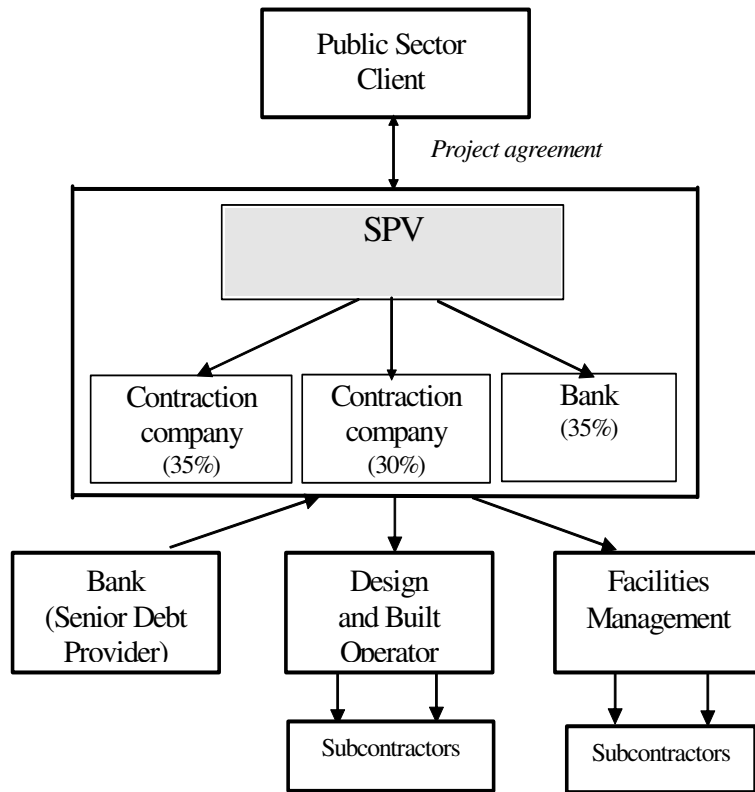 Public Sector
Client
Project agreement
SPV
Contraction
company
(35%)
Contraction
company
(30%)
Bank
(35%)
Bank
(Senior Debt
Provider)
Design
and Built
Operator
Facilities
Management
Subcontractors
Subcontractors